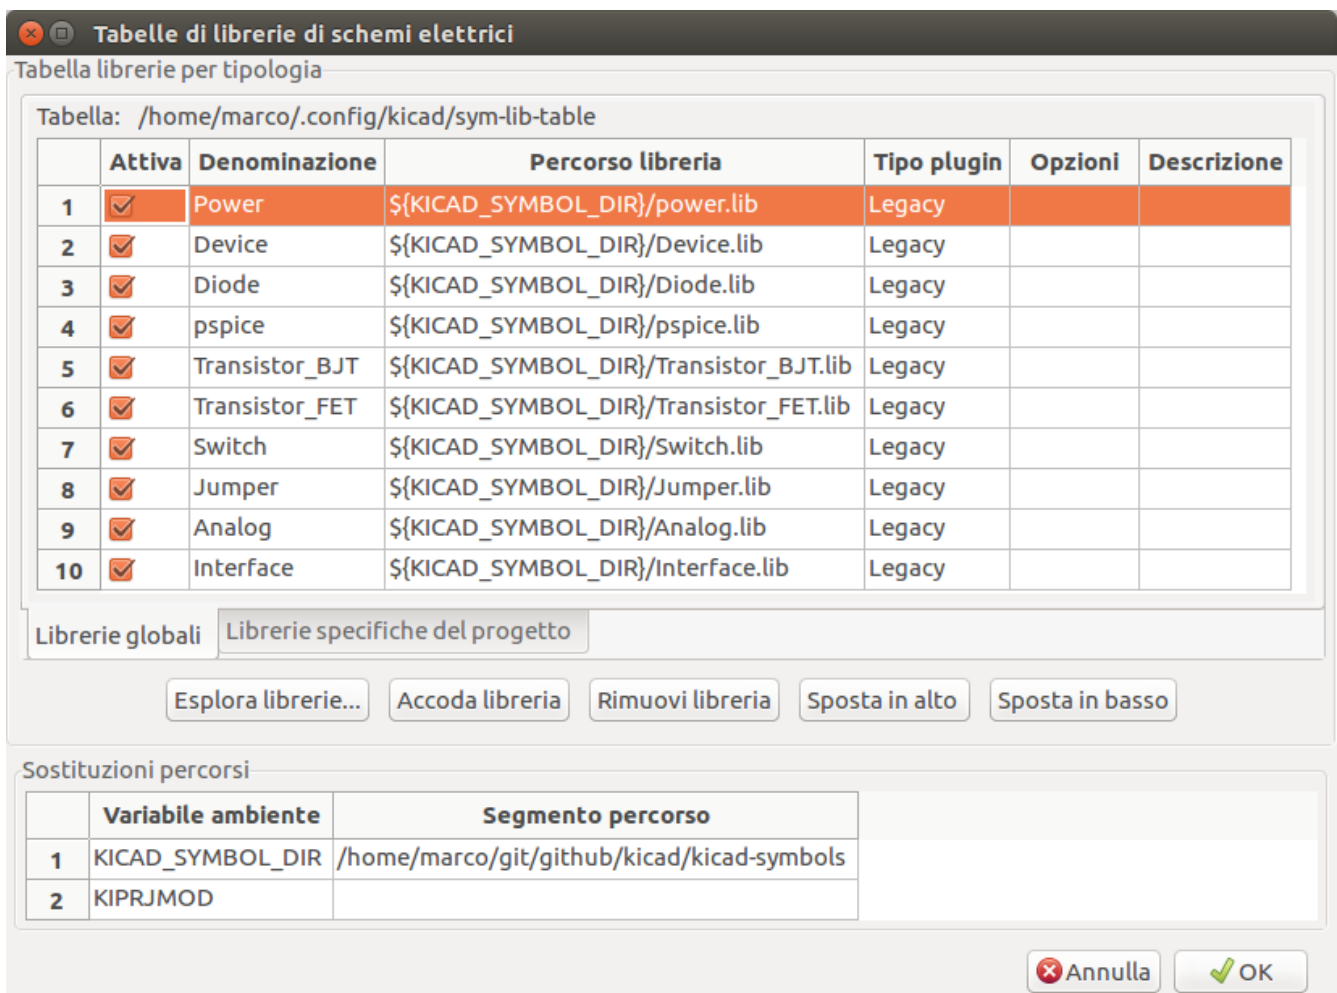 Tabelle di librerie di schemi elettrici
Tabella librerie per tipologia
Tabella: /home/marco/.config/kicad/sym-lib-table
Attiva Denominazione Percorso libreria Tipo plugin Opzioni Descrizione
1 Power ${KICAD_SYMBOL_DIR}/power.lib Legacy
2 Device ${KICAD_SYMBOL_DIR}/Device.lib Legacy
3 Diode ${KICAD_SYMBOL_DIR}/Diode.lib Legacy
4 pspice ${KICAD_SYMBOL_DIR}/pspice.lib Legacy
5 Transistor_BJT ${KICAD_SYMBOL_DIR}/Transistor_BJT.lib Legacy
6 Transistor_FET ${KICAD_SYMBOL_DIR}/Transistor_FET.lib Legacy
7 Switch ${KICAD_SYMBOL_DIR}/Switch.lib Legacy
8 Jumper ${KICAD_SYMBOL_DIR}/Jumper.lib Legacy
9 Analog ${KICAD_SYMBOL_DIR}/Analog.lib Legacy
10 Interface ${KICAD_SYMBOL_DIR}/Interface.lib Legacy
Librerie globali Librerie specifiche del progetto
Esplora librerie... Accoda libreria Rimuovi libreria Sposta in alto Sposta in basso
Sostituzioni percorsi
Variabile ambiente Segmento percorso
1 KICAD_SYMBOL_DIR /home/marco/git/github/kicad/kicad-symbols
2 KIPRJMOD
Annulla OK